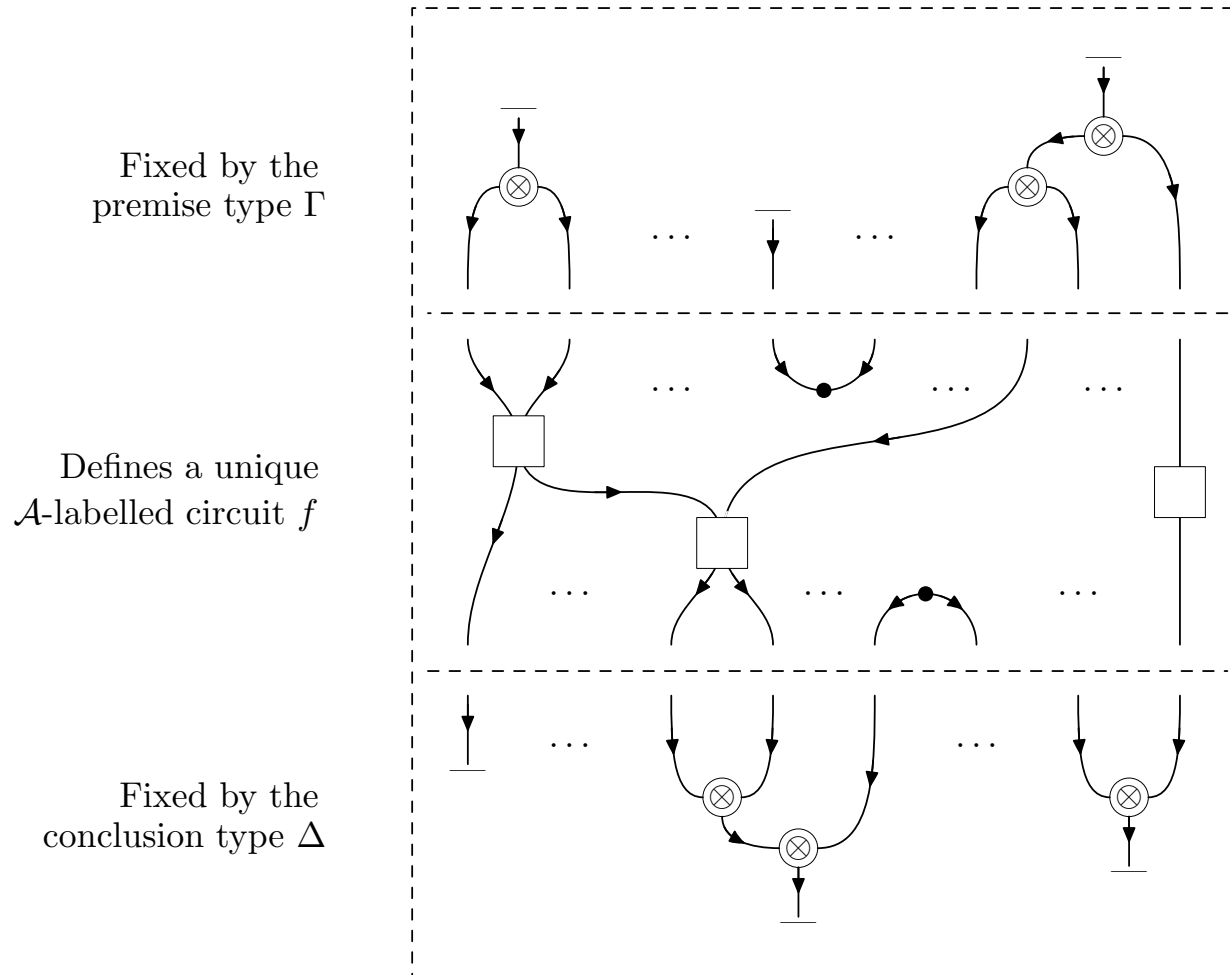 Fixed by the
premise type Γ
⊗
⊗
⊗
· · ·
· · ·
· · ·
· · ·
· · ·
Defines a unique
𝒜-labelled circuit f
· · ·
· · ·
· · ·
· · ·
· · ·
Fixed by the
conclusion type Δ
⊗
⊗
⊗